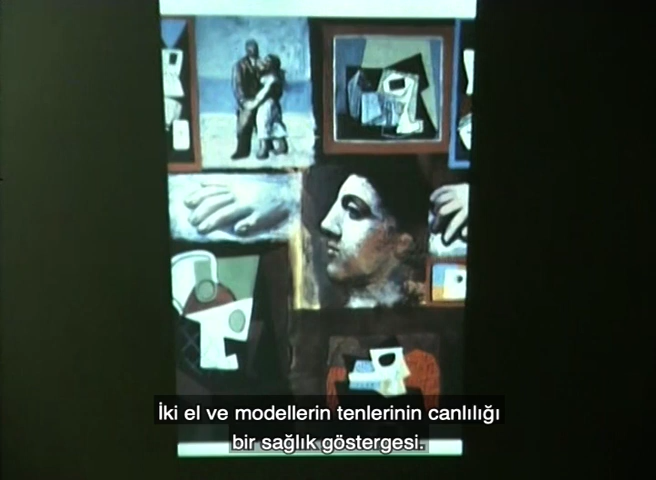 İki el ve modellerin tenlerinin canlılığı
bir sağlık göstergesi.